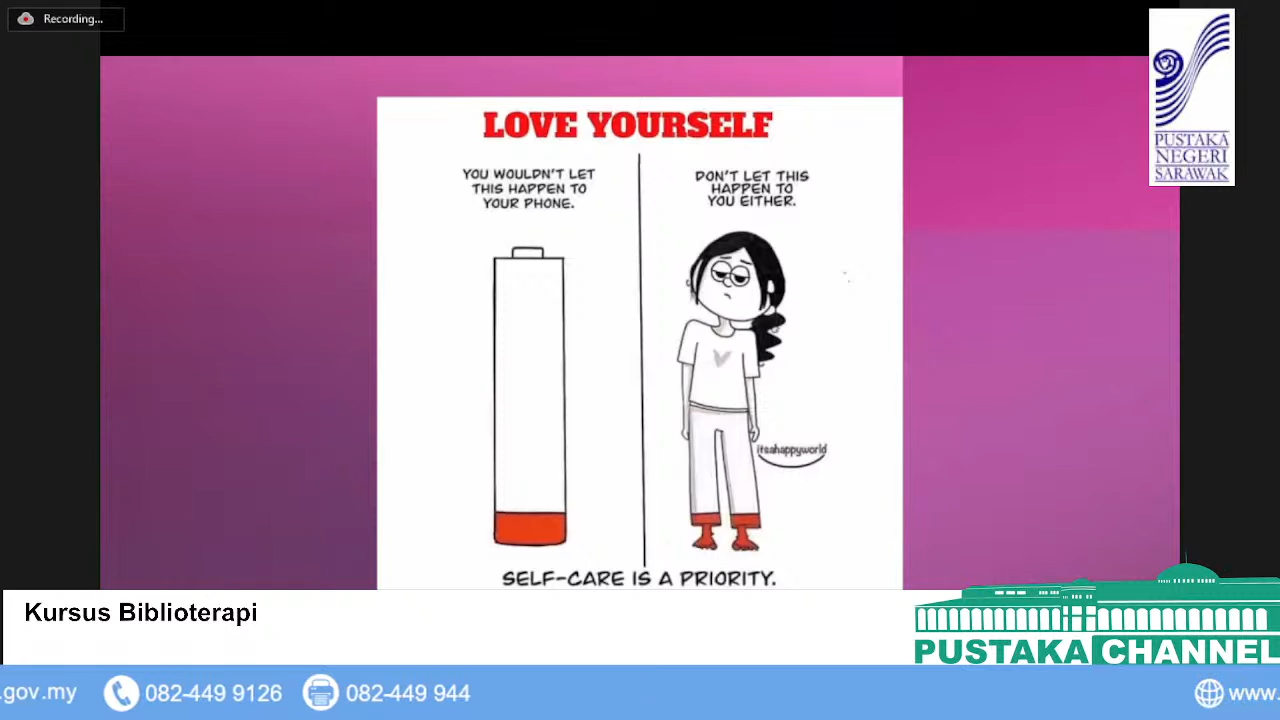 Recording...
PUSTAKA
NEGERI
SARAWAK
LOVE YOURSELF
YOU WOULDN'T LET
THIS HAPPEN TO
YOUR PHONE.
DON'T LET THIS
HAPPEN TO
YOU EITHER.
itsahappyworld
SELF-CARE IS A PRIORITY.
Kursus Biblioterapi
PUSTAKA CHANNEL
.gov.my 082-449 9126 082-449 944 www.